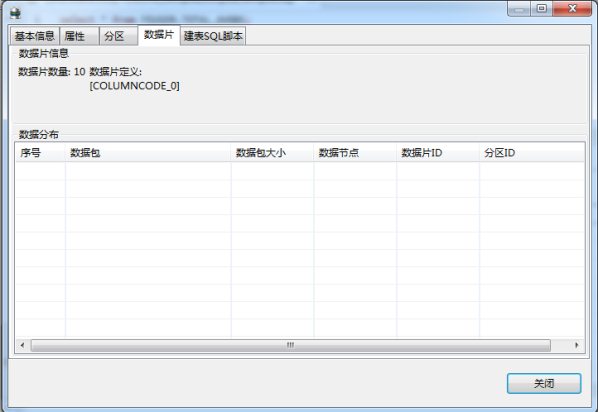 基本信息 属性 分区 数据片 建表SQL脚本
数据片信息
数据片数量: 10 数据片定义:
[COLUMNCODE_0]
数据分布
序号 数据包 数据包大小 数据节点 数据片ID 分区ID
关闭